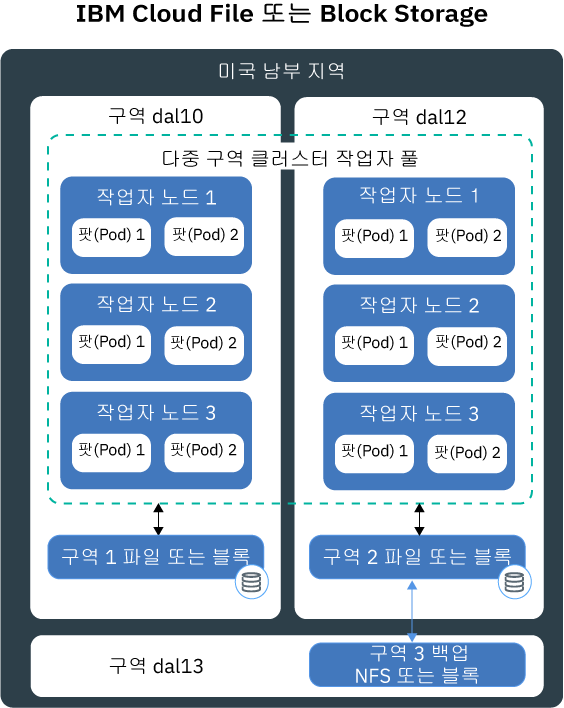 IBM Cloud File 또는 Block Storage
미국 남부 지역
구역 dal10
구역 dal12
다중 구역 클러스터 작업자 풀
작업자 노드 1
팟(Pod) 1
팟(Pod) 2
작업자 노드 1
팟(Pod) 1
팟(Pod) 2
작업자 노드 2
팟(Pod) 1
팟(Pod) 2
작업자 노드 2
팟(Pod) 1
팟(Pod) 2
작업자 노드 3
팟(Pod) 1
팟(Pod) 2
작업자 노드 3
팟(Pod) 1
팟(Pod) 2
구역 1 파일 또는 블록
구역 2 파일 또는 블록
구역 dal13
구역 3 백업
NFS 또는 블록